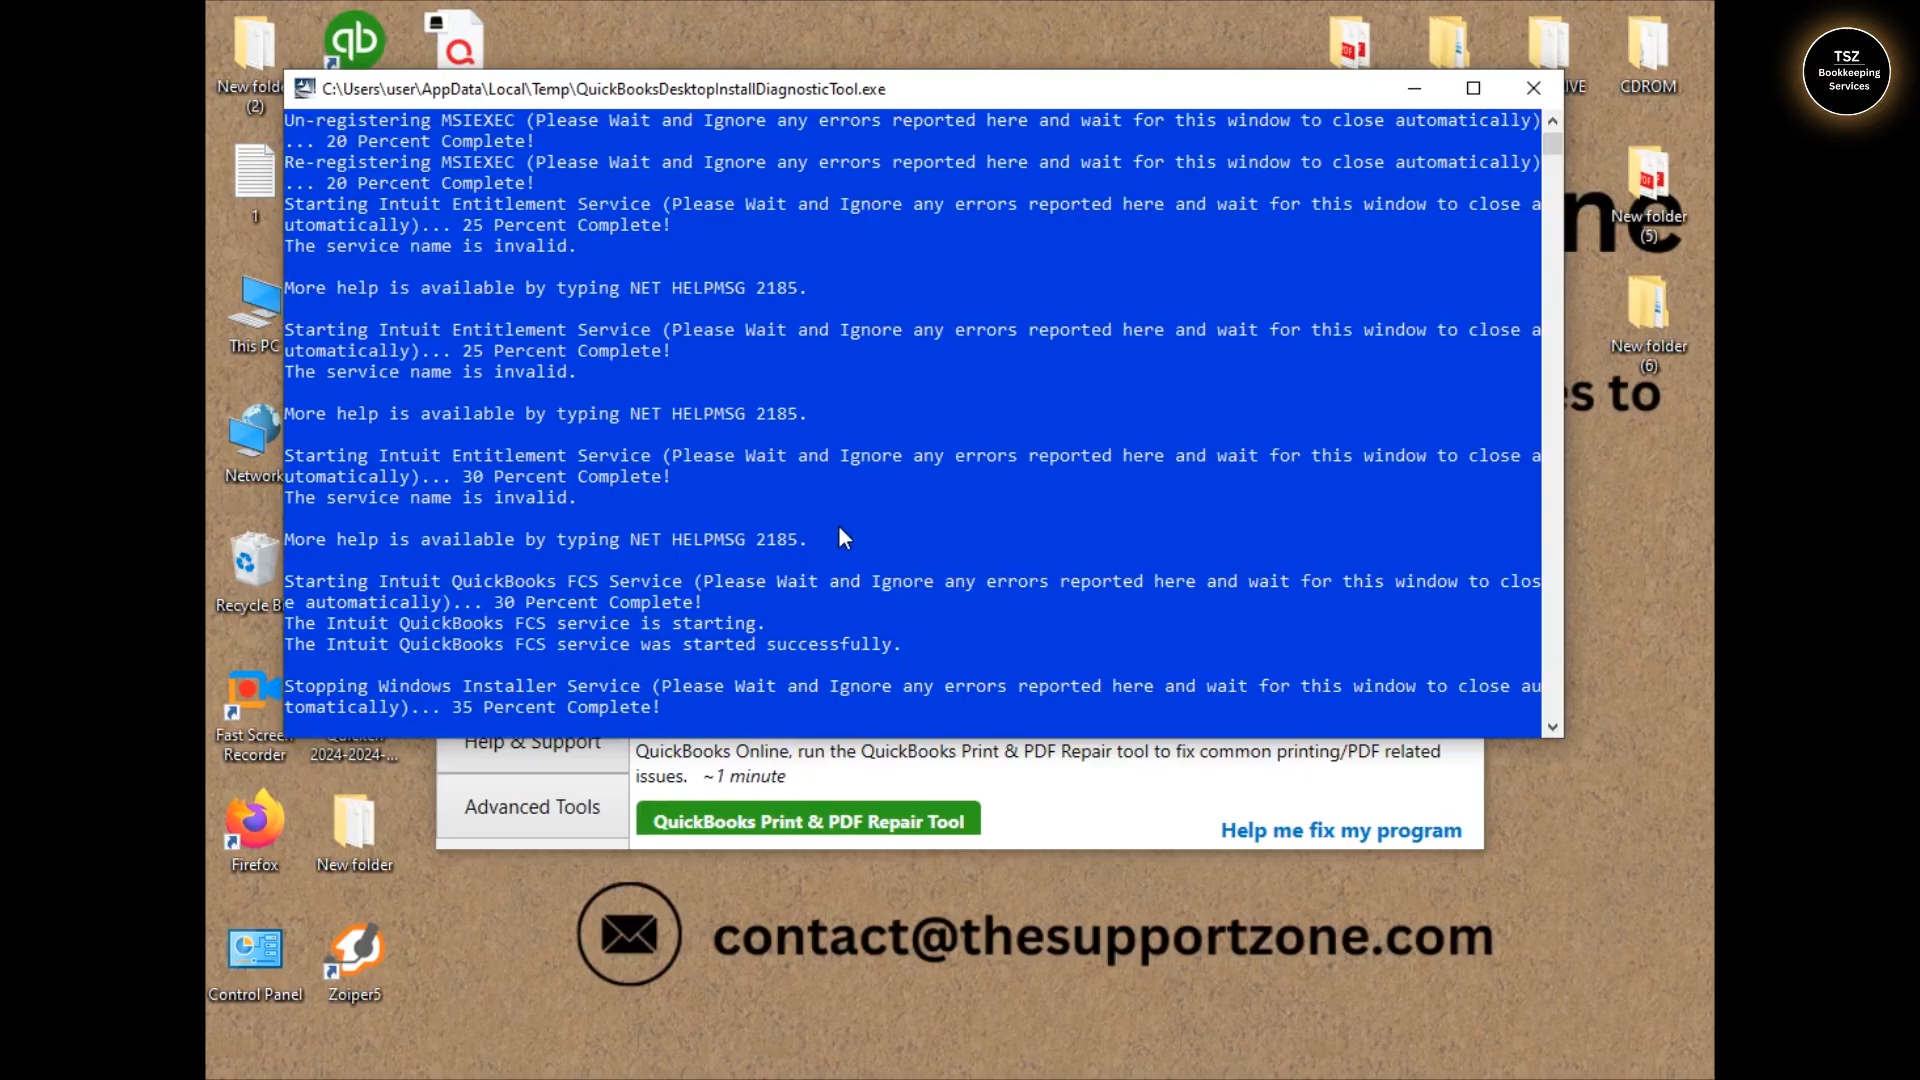 TSZ
Bookkeeping
Services
qb
New folde
(2)
PDF
IVE
CDROM
C:\Users\user\AppData\Local\Temp\QuickBooksDesktopInstallDiagnosticTool.exe
Un-registering MSIEXEC (Please Wait and Ignore any errors reported here and wait for this window to close automatically)
... 20 Percent Complete!
Re-registering MSIEXEC (Please Wait and Ignore any errors reported here and wait for this window to close automatically)
... 20 Percent Complete!
Starting Intuit Entitlement Service (Please Wait and Ignore any errors reported here and wait for this window to close a
utomatically)... 25 Percent Complete!
The service name is invalid.
More help is available by typing NET HELPMSG 2185.
Starting Intuit Entitlement Service (Please Wait and Ignore any errors reported here and wait for this window to close a
utomatically)... 25 Percent Complete!
The service name is invalid.
More help is available by typing NET HELPMSG 2185.
Starting Intuit Entitlement Service (Please Wait and Ignore any errors reported here and wait for this window to close a
utomatically)... 30 Percent Complete!
The service name is invalid.
More help is available by typing NET HELPMSG 2185.
Starting Intuit QuickBooks FCS Service (Please Wait and Ignore any errors reported here and wait for this window to clos
e automatically)... 30 Percent Complete!
The Intuit QuickBooks FCS service is starting.
The Intuit QuickBooks FCS service was started successfully.
Stopping Windows Installer Service (Please Wait and Ignore any errors reported here and wait for this window to close au
tomatically)... 35 Percent Complete!
1
This PC
Network
Recycle B
Fast Scree
Recorder
2024-2024-...
Firefox
New folder
Control Panel
Zoiper5
PDF
New folder
(5)
New folder
(6)
ne
es to
Help & Support
Advanced Tools
QuickBooks Online, run the QuickBooks Print & PDF Repair tool to fix common printing/PDF related
issues. ~1 minute
QuickBooks Print & PDF Repair Tool
Help me fix my program
contact@thesupportzone.com